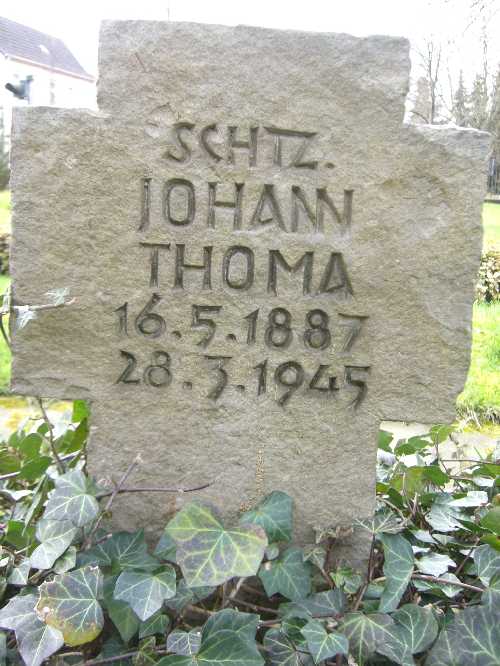 SCHTZ.
JOHANN
THOMA
16.5.1887
28.3.1945